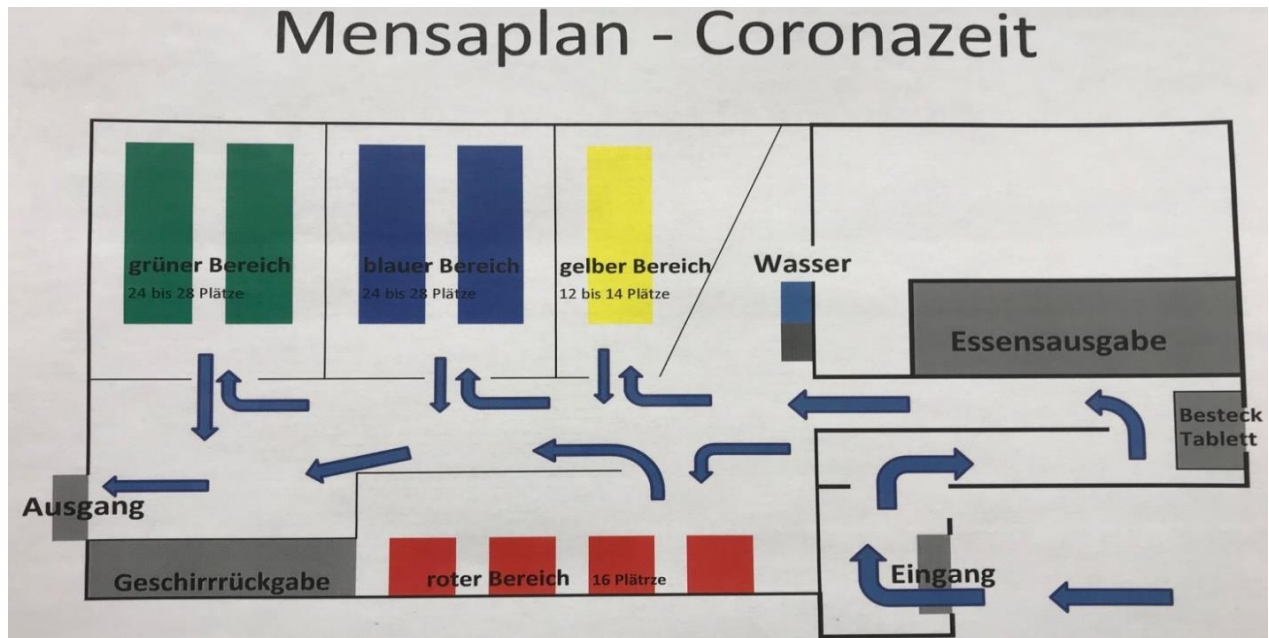 Mensaplan - Coronazeit
grüner Bereich
24 bis 28 Plätze
blauer Bereich
24 bis 28 Plätze
gelber Bereich
12 bis 14 Plätze
Wasser
Essensausgabe
Besteck
Tablett
Ausgang
Geschirrrückgabe
roter Bereich 16 Plätrze
Eingang